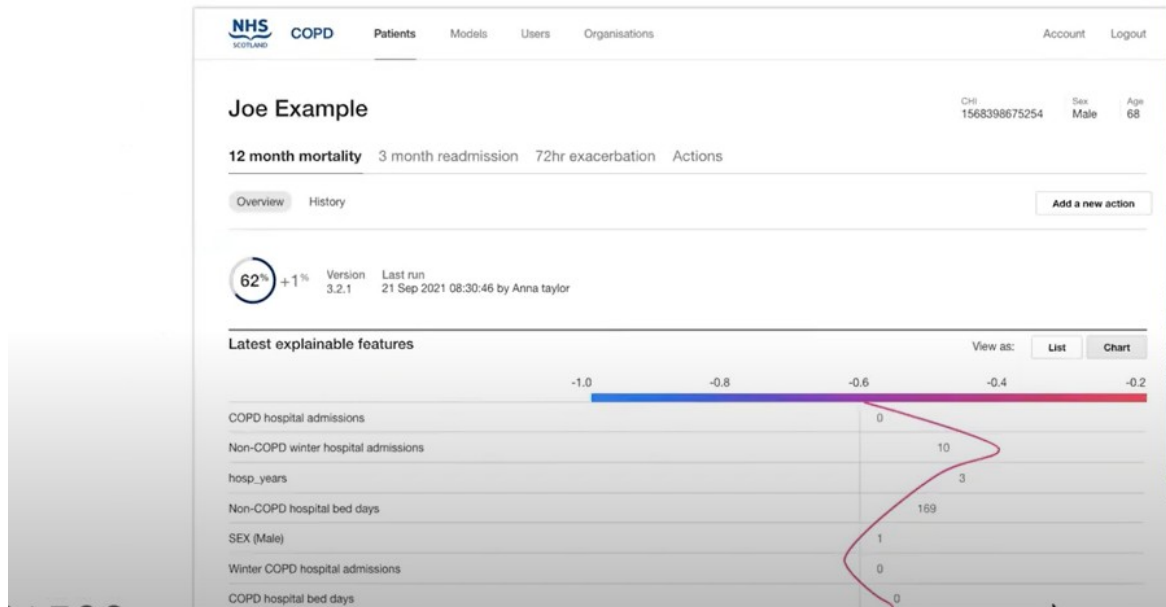 NHS
SCOTLAND
COPD Patients Models Users Organisations Account Logout
Joe Example
CHI Sex Age
1568398675254 Male 68
12 month mortality 3 month readmission 72hr exacerbation Actions
Overview History Add a new action
62% +1%
Version Last run
3.2.1 21 Sep 2021 08:30:46 by Anna taylor
Latest explainable features View as: List Chart
-1.0 -0.8 -0.6 -0.4 -0.2
COPD hospital admissions 0
Non-COPD winter hospital admissions 10
hosp_years 3
Non-COPD hospital bed days 169
SEX (Male) 1
Winter COPD hospital admissions 0
COPD hospital bed days 0